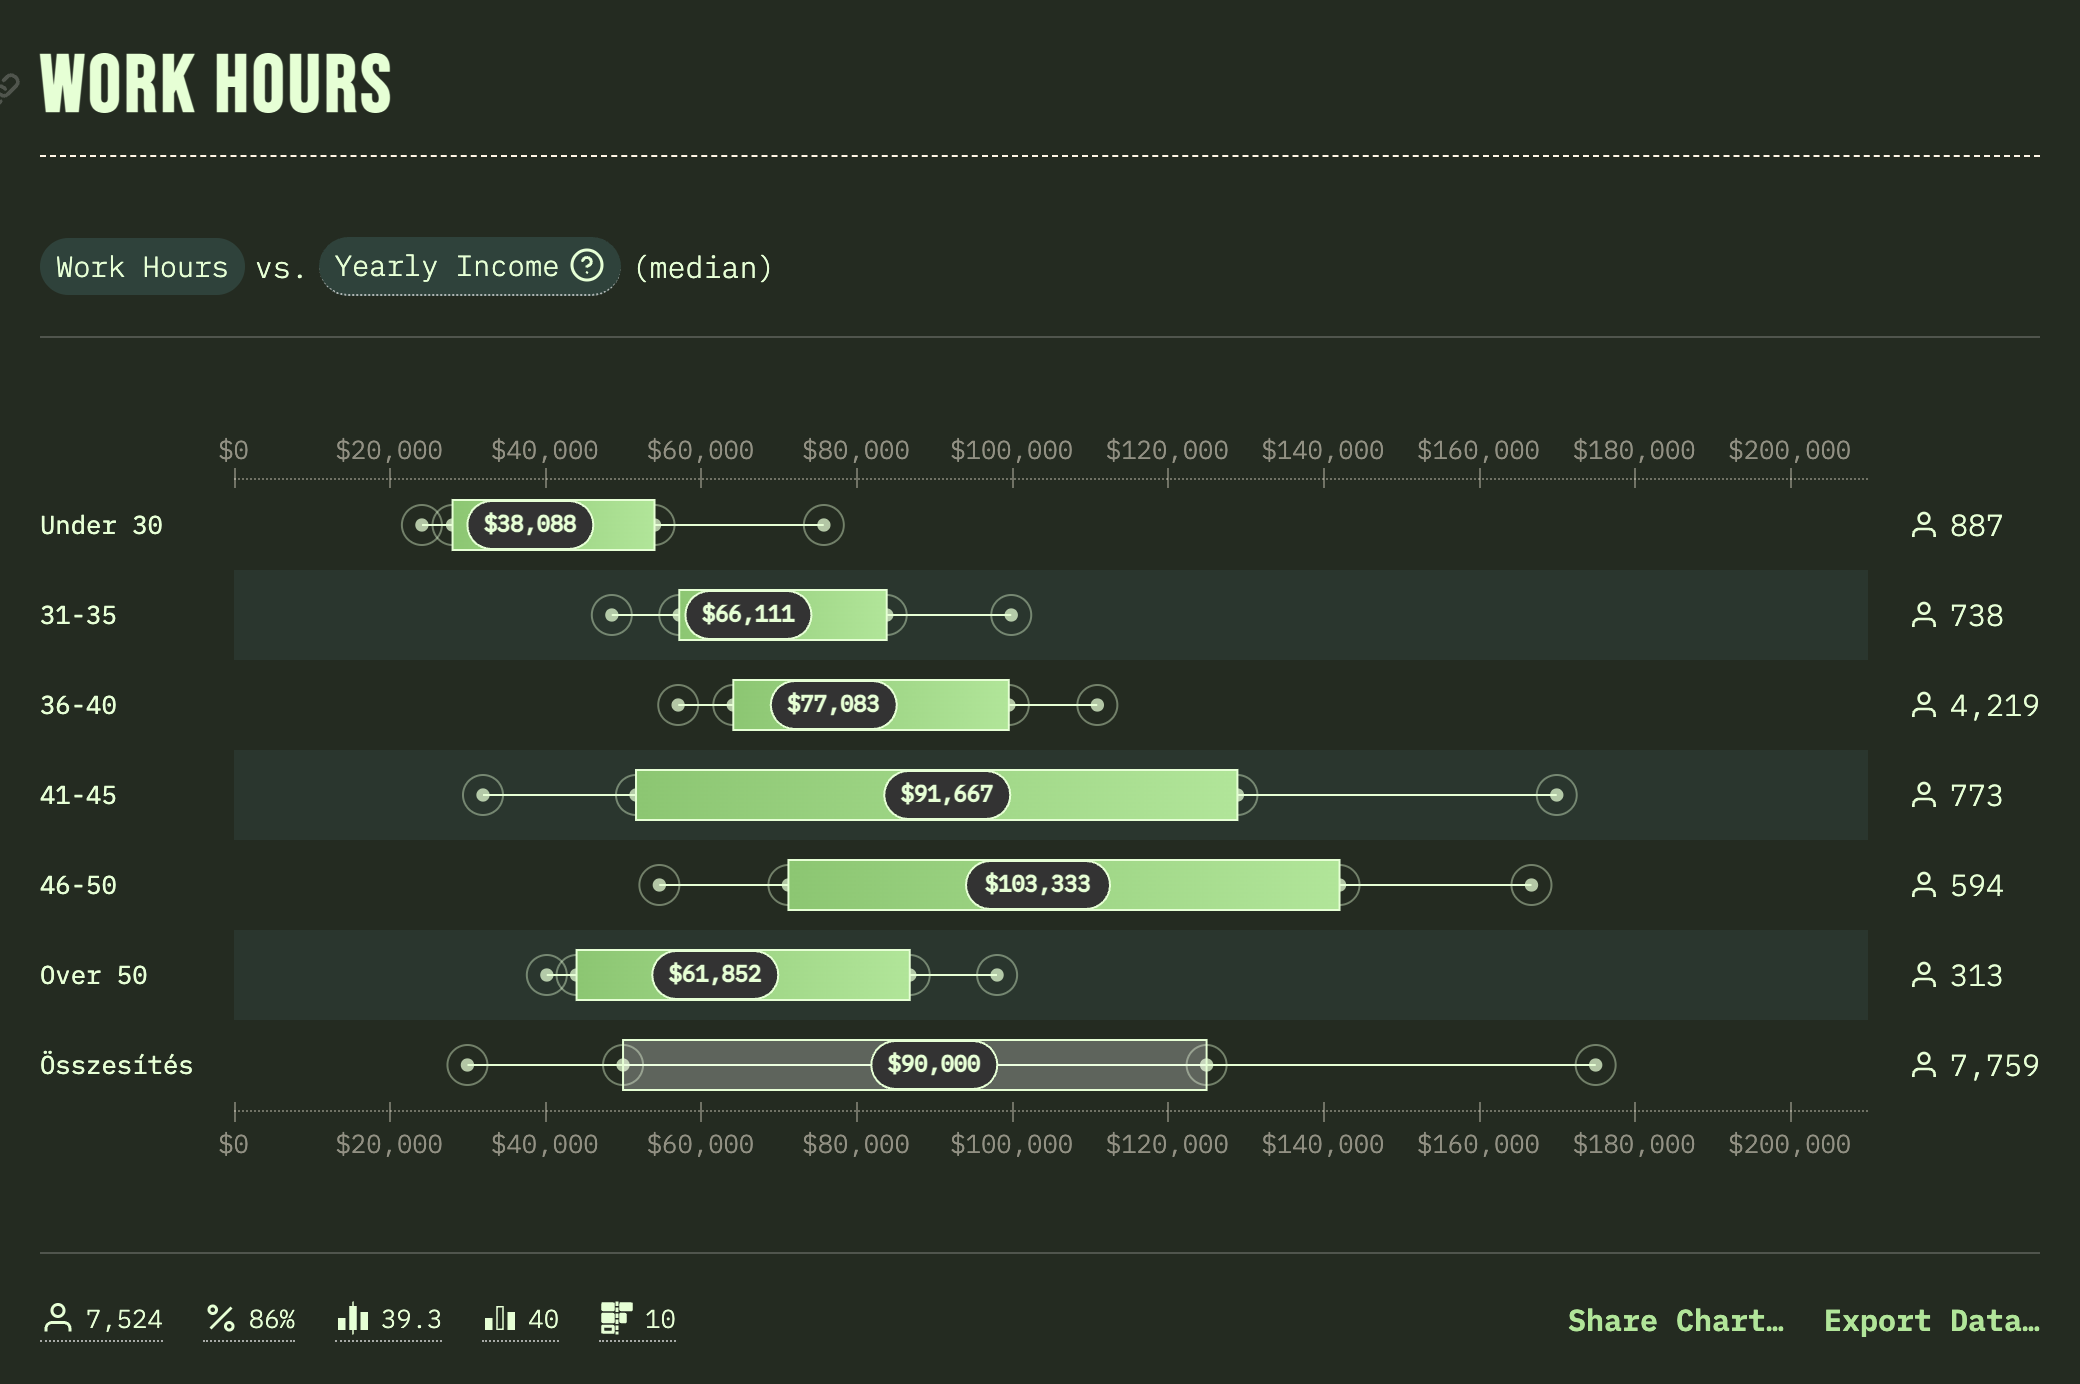 WORK HOURS
Work Hours vs. Yearly Income ? (median)
$0 $20,000 $40,000 $60,000 $80,000 $100,000 $120,000 $140,000 $160,000 $180,000 $200,000
Under 30 $38,088 887
31-35 $66,111 738
36-40 $77,083 4,219
41-45 $91,667 773
46-50 $103,333 594
Over 50 $61,852 313
Összesítés $90,000 7,759
$0 $20,000 $40,000 $60,000 $80,000 $100,000 $120,000 $140,000 $160,000 $180,000 $200,000
7,524 % 86% 39.3 40 10 Share Chart… Export Data…